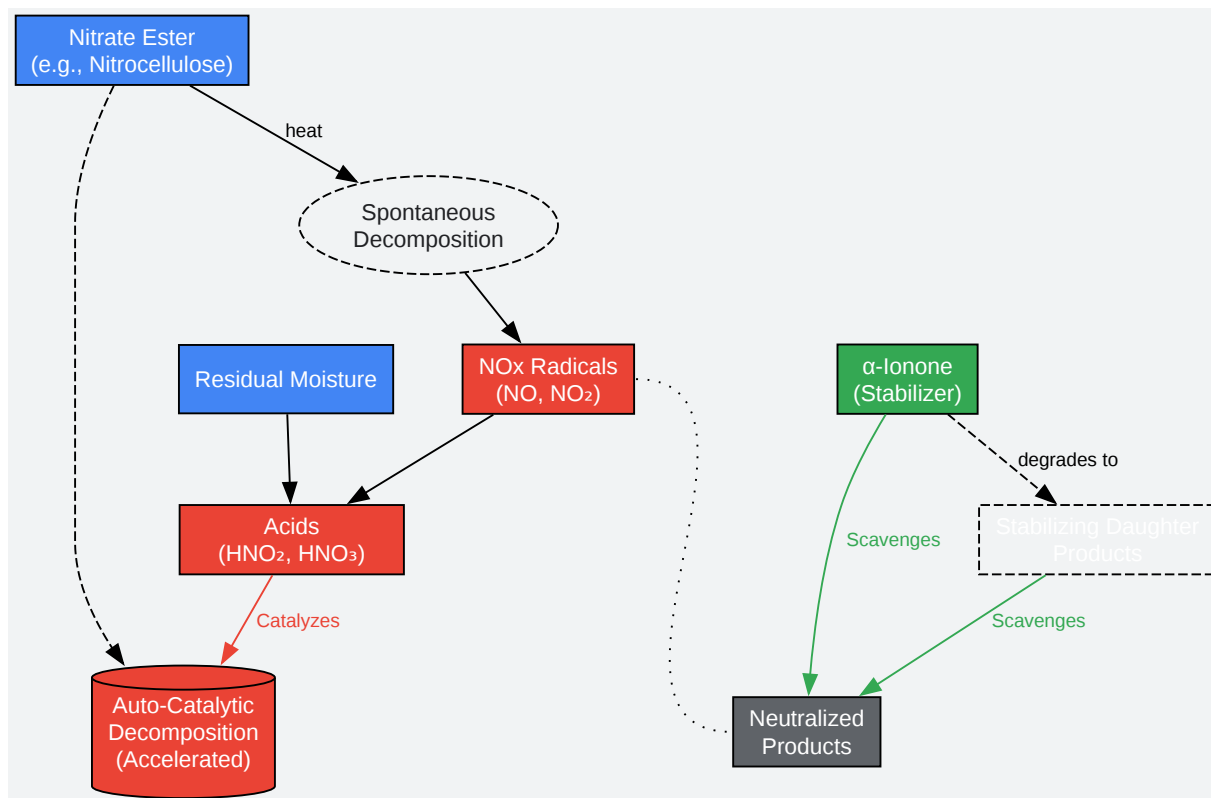 Nitrate Ester
(e.g., Nitrocellulose)
heat
Spontaneous
Decomposition
Residual Moisture
NOx Radicals
(NO, NO₂)
α-Ionone
(Stabilizer)
degrades to
Acids
(HNO₂, HNO₃)
Scavenges
Stabilizing Daughter
Products
Catalyzes
Scavenges
Auto-Catalytic
Decomposition
(Accelerated)
Neutralized
Products